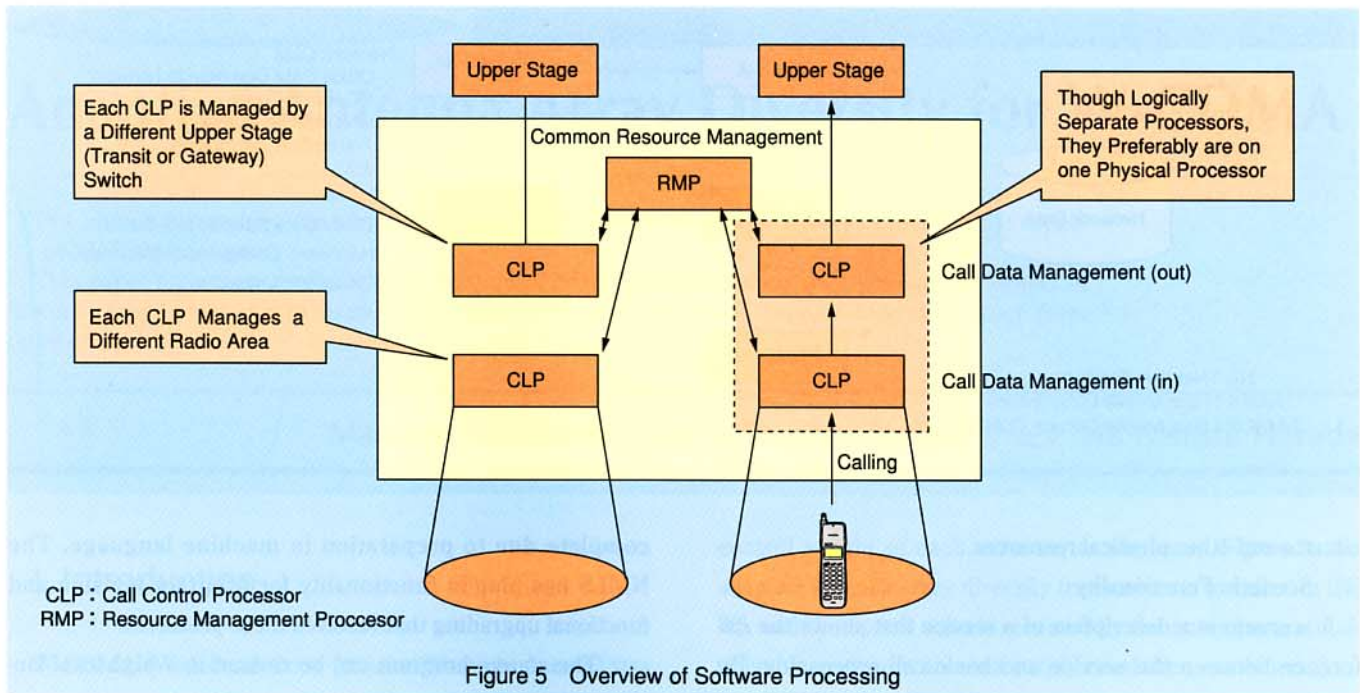 Upper Stage
Upper Stage
Each CLP is Managed by
a Different Upper Stage
(Transit or Gateway)
Switch
Though Logically
Separate Processors,
They Preferably are on
one Physical Processor
Common Resource Management
RMP
CLP
CLP
Call Data Management (out)
Each CLP Manages a
Different Radio Area
CLP
CLP
Call Data Management (in)
Calling
CLP : Call Control Processor
RMP : Resource Management Proccesor
Figure 5 Overview of Software Processing